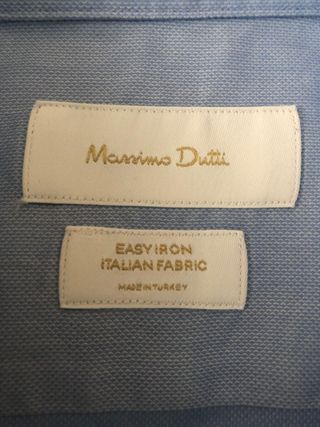 Massimo Dutti
EASY IRON
ITALIAN FABRIC
MADE IN TURKEY